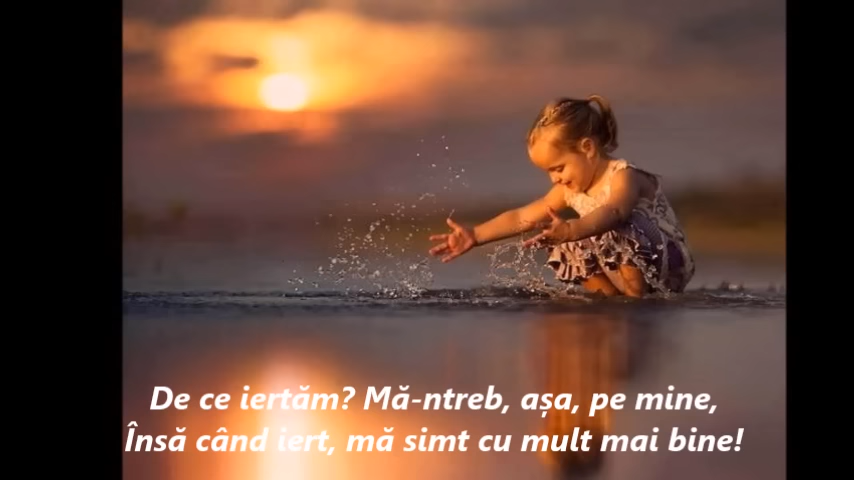 De ce iertăm? Mă-ntreb, așa, pe mine,
Însă când iert, mă simt cu mult mai bine!